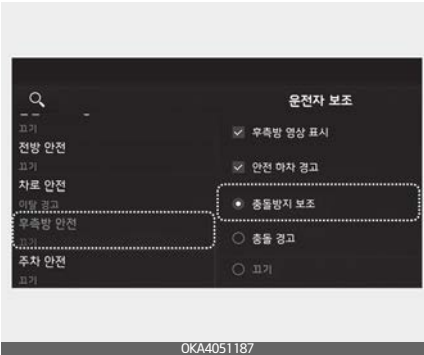 운전자 보조
끄기
전방 안전
끄기
차로 안전
이탈 경고
후측방 안전
끄기
주차 안전
끄기
후측방 영상 표시
안전 하차 경고
충돌방지 보조
충돌 경고
끄기
OKA4051187